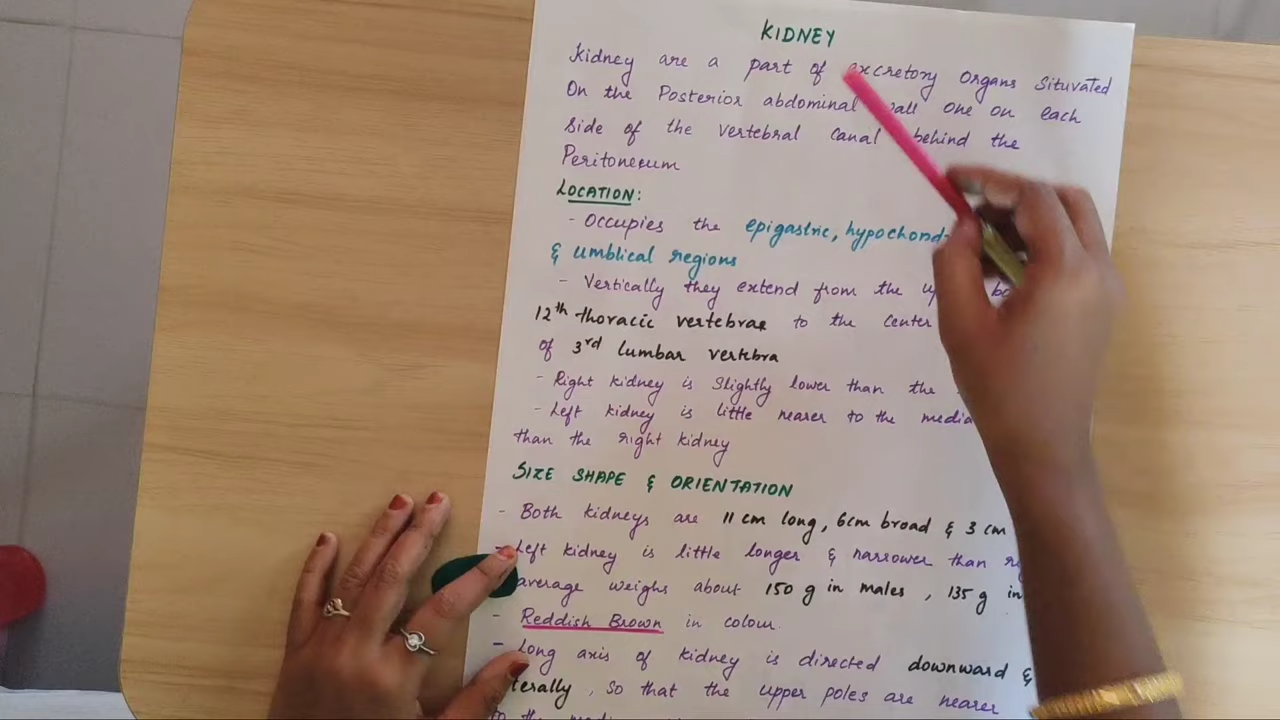 KIDNEY
Kidney are a part of excretory organs Situvated
On the Posterior abdominal wall one on each
Side of the vertebral canal behind the
Peritoneum
LOCATION:
- Occupies the epigastric,
& umblical regions
- Vertically they extend from the
12th thoracic vertebrae to the center
of 3rd lumbar vertebra
- Right kidney is Slightly lower than the
- Left kidney is little nearer to the
than the right kidney
SIZE SHAPE & ORIENTATION
- Both kidneys are 11 cm long, 6cm broad & 3 cm
- Left kidney is little longer & narrower than
average weighs about 150 g in males, 135 g in
- Reddish Brown in colour.
- Long axis of kidney is directed downward &
, So that the upper poles are nearer
to the